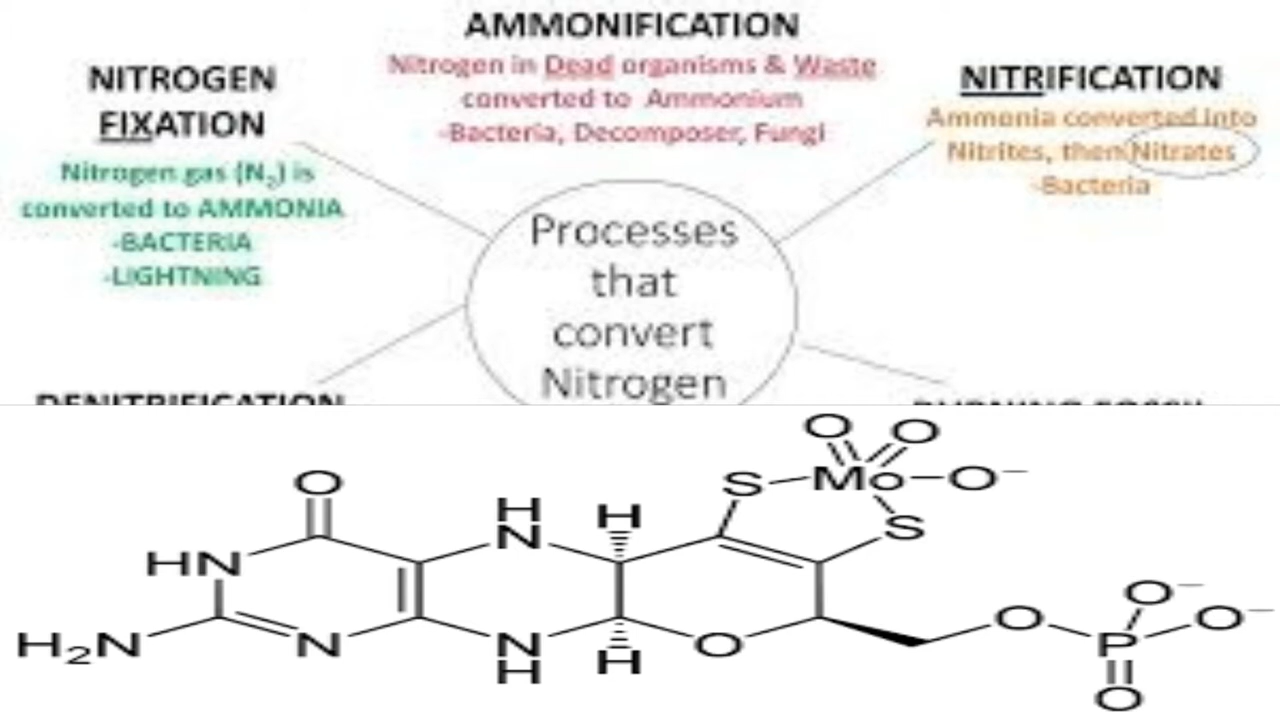 AMMONIFICATION
Nitrogen in Dead organisms & Waste
converted to Ammonium
-Bacteria, Decomposer, Fungi
NITROGEN
FIXATION
Nitrogen gas (N₂) is
converted to AMMONIA
-BACTERIA
-LIGHTNING
NITRIFICATION
Ammonia converted into
Nitrites, then Nitrates
-Bacteria
Processes
that
convert
Nitrogen
DENITRIFICATION
O
HN
H₂N
N
H
N
N
H
H
H
O
S
Mo
S
O
O
O⁻
O
P
O⁻
O⁻
O